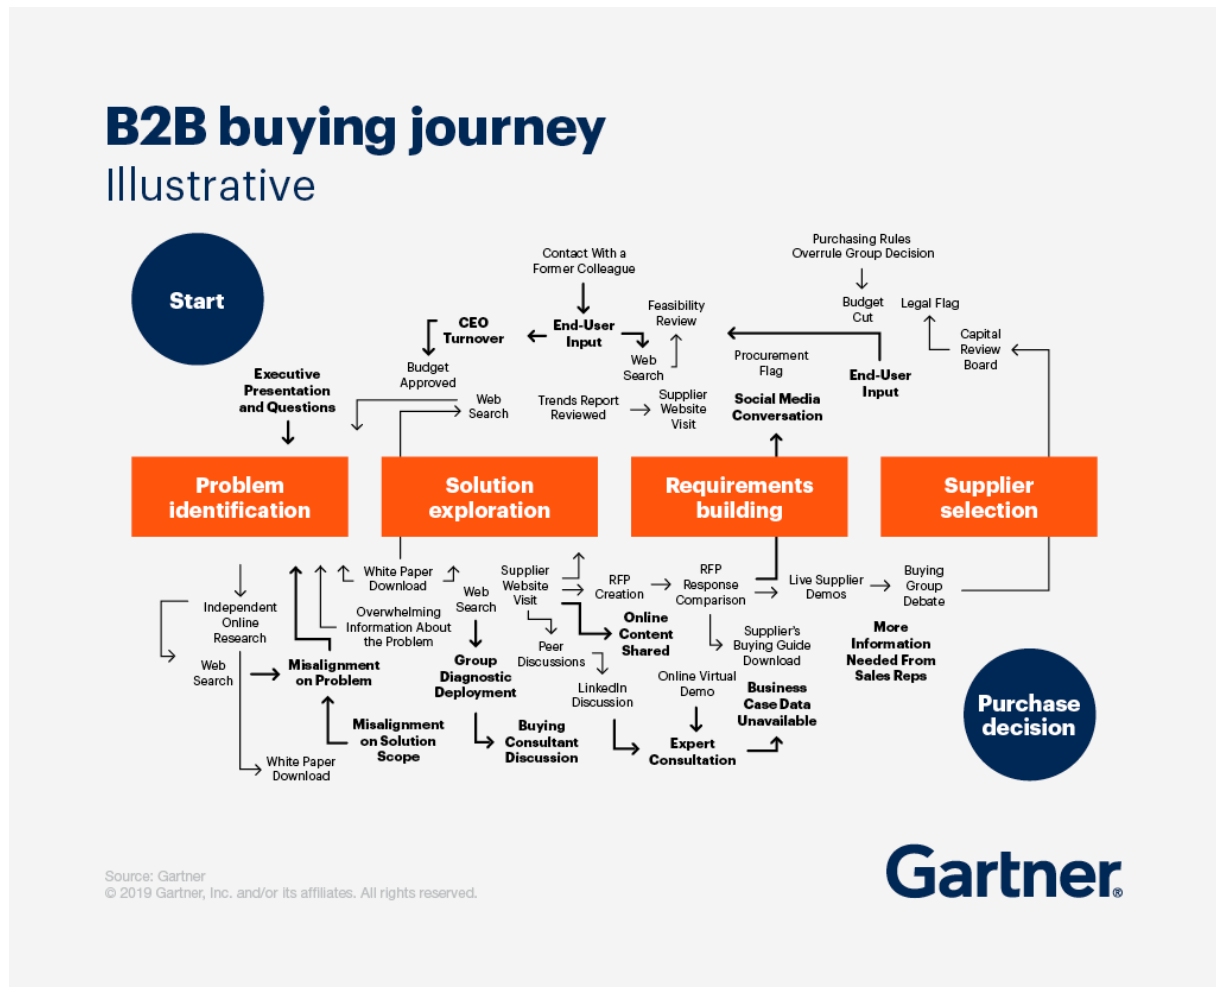 B2B buying journey
Illustrative
Start
Contact With a
Former Colleague
Purchasing Rules
Overrule Group Decision
Feasibility
Review
Budget
Cut
Legal Flag
CEO
Turnover
End-User
Input
Capital
Review
Board
Web
Search
Procurement
Flag
Budget
Approved
End-User
Input
Executive
Presentation
and Questions
Web
Search
Trends Report
Reviewed
Supplier
Website
Visit
Social Media
Conversation
Problem
identification
Solution
exploration
Requirements
building
Supplier
selection
White Paper
Download
Supplier
Website
Visit
RFP
Creation
RFP
Response
Comparison
Live Supplier
Demos
Buying
Group
Debate
Web
Search
Independent
Online
Research
Overwhelming
Information About
the Problem
Online
Content
Shared
Peer
Discussions
Supplier's
Buying Guide
Download
More
Information
Needed From
Sales Reps
Web
Search
Misalignment
on Problem
Group
Diagnostic
Deployment
LinkedIn
Discussion
Online Virtual
Demo
Business
Case Data
Unavailable
Purchase
decision
Misalignment
on Solution
Scope
Buying
Consultant
Discussion
Expert
Consultation
White Paper
Download
Source: Gartner
© 2019 Gartner, Inc. and/or its affiliates. All rights reserved.
Gartner®